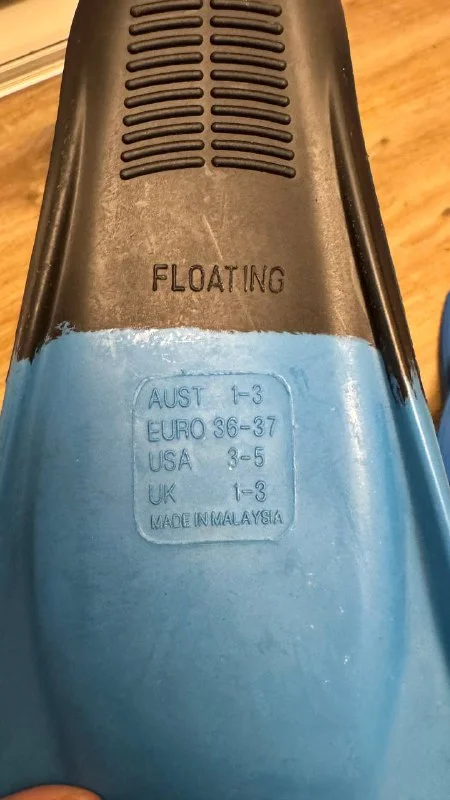 FLOATING
AUST 1-3
EURO 36-37
USA 3-5
UK 1-3
MADE IN MALAYSIA